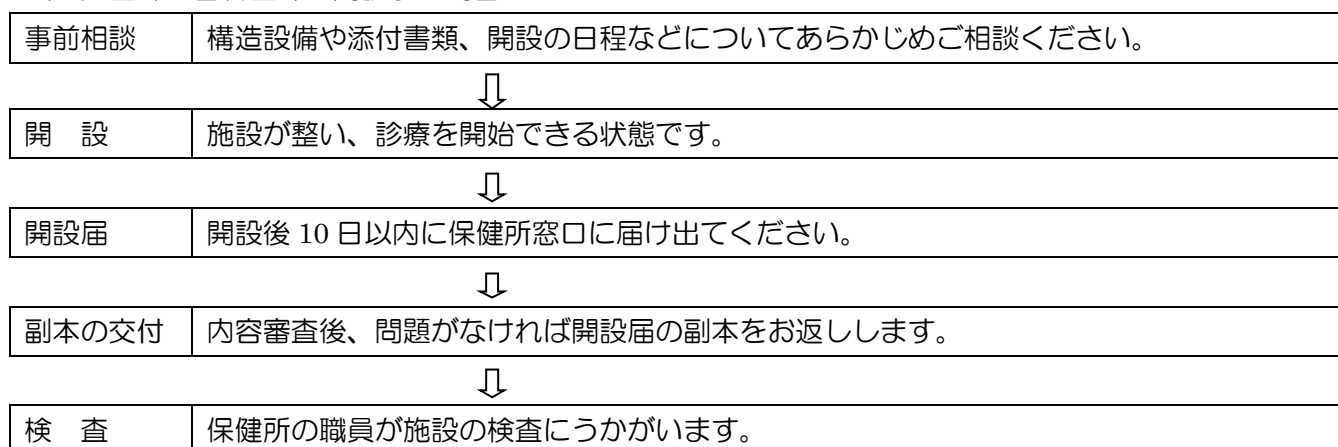 事前相談 構造設備や添付書類、開設の日程などについてあらかじめご相談ください。
⇩
開　設 施設が整い、診療を開始できる状態です。
⇩
開設届 開設後 10 日以内に保健所窓口に届け出てください。
⇩
副本の交付 内容審査後、問題がなければ開設届の副本をお返しします。
⇩
検　査 保健所の職員が施設の検査にうかがいます。